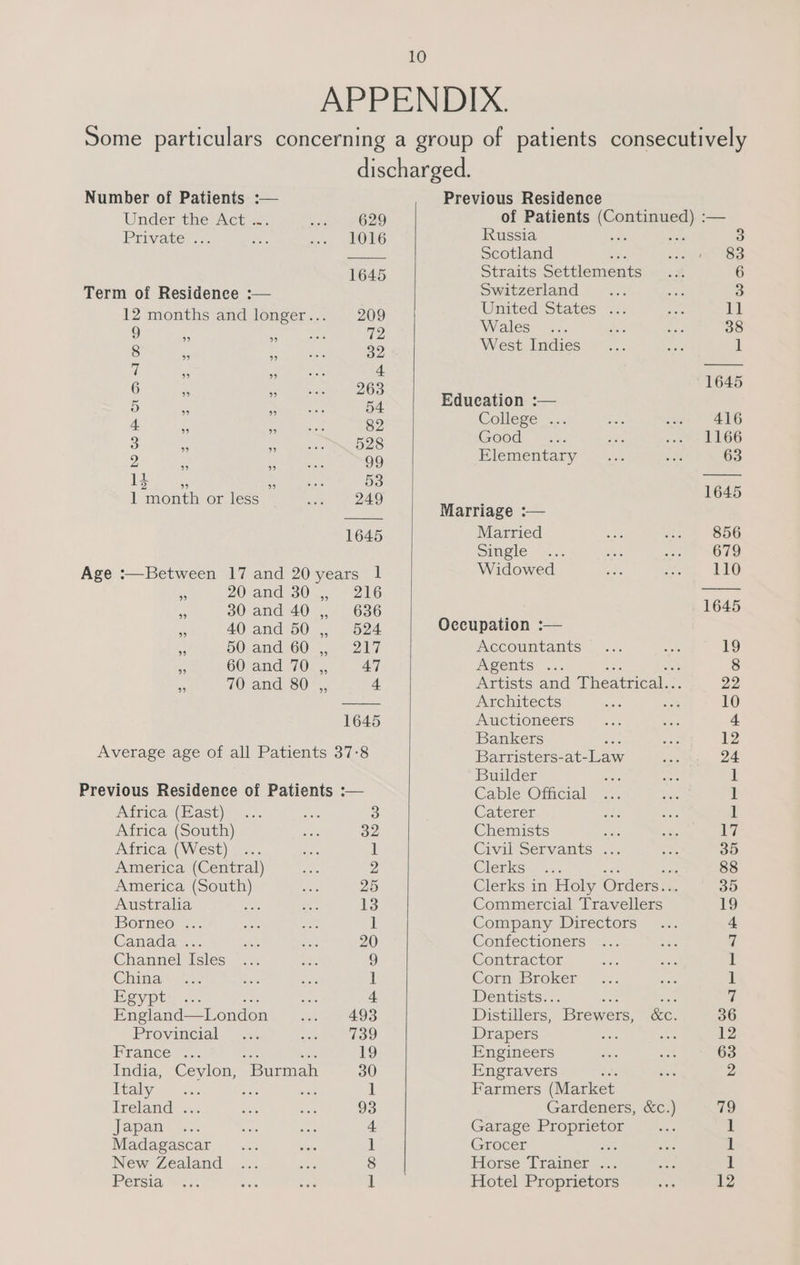 10
APPENDIX.
Some particulars concerning a group of patients consecutively
discharged.
Number of Patients :—
Under the Act ... ... 629
Private ... ... ... 1016
1645
Term of Residence :—
12 months and longer... 209
9 „ „ ... 72
8 „ „ ... 32
7 „ „ ... 4
6 „ „ ... 263
5 „ „ ... 54
4 „ „ ... 82
3 „ „ ... 528
2 „ „ ... 99
1½ „ „ ... 53
1 month or less ... 249
1645
Age :—Between 17 and 20 years 1
„ 20 and 30 „ 216
„ 30 and 40 „ 636
„ 40 and 50 „ 524
„ 50 and 60 „ 217
„ 60 and 70 „ 47
„ 70 and 80 „ 4
1645
Average age of all Patients 37·8
Previous Residence of Patients :—
Africa (East) ... ... 3
Africa (South) ... 32
Africa (West) ... ... 1
America (Central) ... 2
America (South) ... 25
Australia ... ... 13
Borneo ... ... ... 1
Canada ... ... ... 20
Channel Isles ... ... 9
China ... ... ... 1
Egypt ... ... ... 4
England—London ... 493
Provincial ... ... 739
France ... ... ... 19
India, Ceylon, Burmah 30
Italy ... ... ... 1
Ireland ... ... ... 93
Japan ... ... ... 4
Madagascar ... ... 1
New Zealand ... ... 8
Persia ... ... ... 1
Previous Residence
of Patients (Continued) :—
Russia ... ... 3
Scotland ... ... 83
Straits Settlements ... 6
Switzerland ... ... 3
United States ... ... 11
Wales ... ... ... 38
West Indies ... ... 1
1645
Education :—
College ... ... ... 416
Good ... ... ... 1166
Elementary ... ... 63
1645
Marriage :—
Married ... ... 856
Single ... ... ... 679
Widowed ... ... 110
1645
Occupation :—
Accountants ... ... 19
Agents ... ... ... 8
Artists and Theatrical... 22
Architects ... ... 10
Auctioneers ... ... 4
Bankers ... ... 12
Barristers-at-Law ... 24
Builder ... ... 1
Cable Official ... ... 1
Caterer ... ... 1
Chemists ... ... 17
Civil Servants ... ... 35
Clerks ... ... ... 88
Clerks in Holy Orders... 35
Commercial Travellers 19
Company Directors ... 4
Confectioners ... ... 7
Contractor ... ... 1
Corn Broker ... ... 1
Dentists... ... ... 7
Distillers, Brewers, &c. 36
Drapers ... ... 12
Engineers ... ... 63
Engravers ... ... 2
Farmers (Market
Gardeners, &c.) 79
Garage Proprietor ... 1
Grocer ... ... 1
Horse Trainer ... ... 1
Hotel Proprietors ... 12